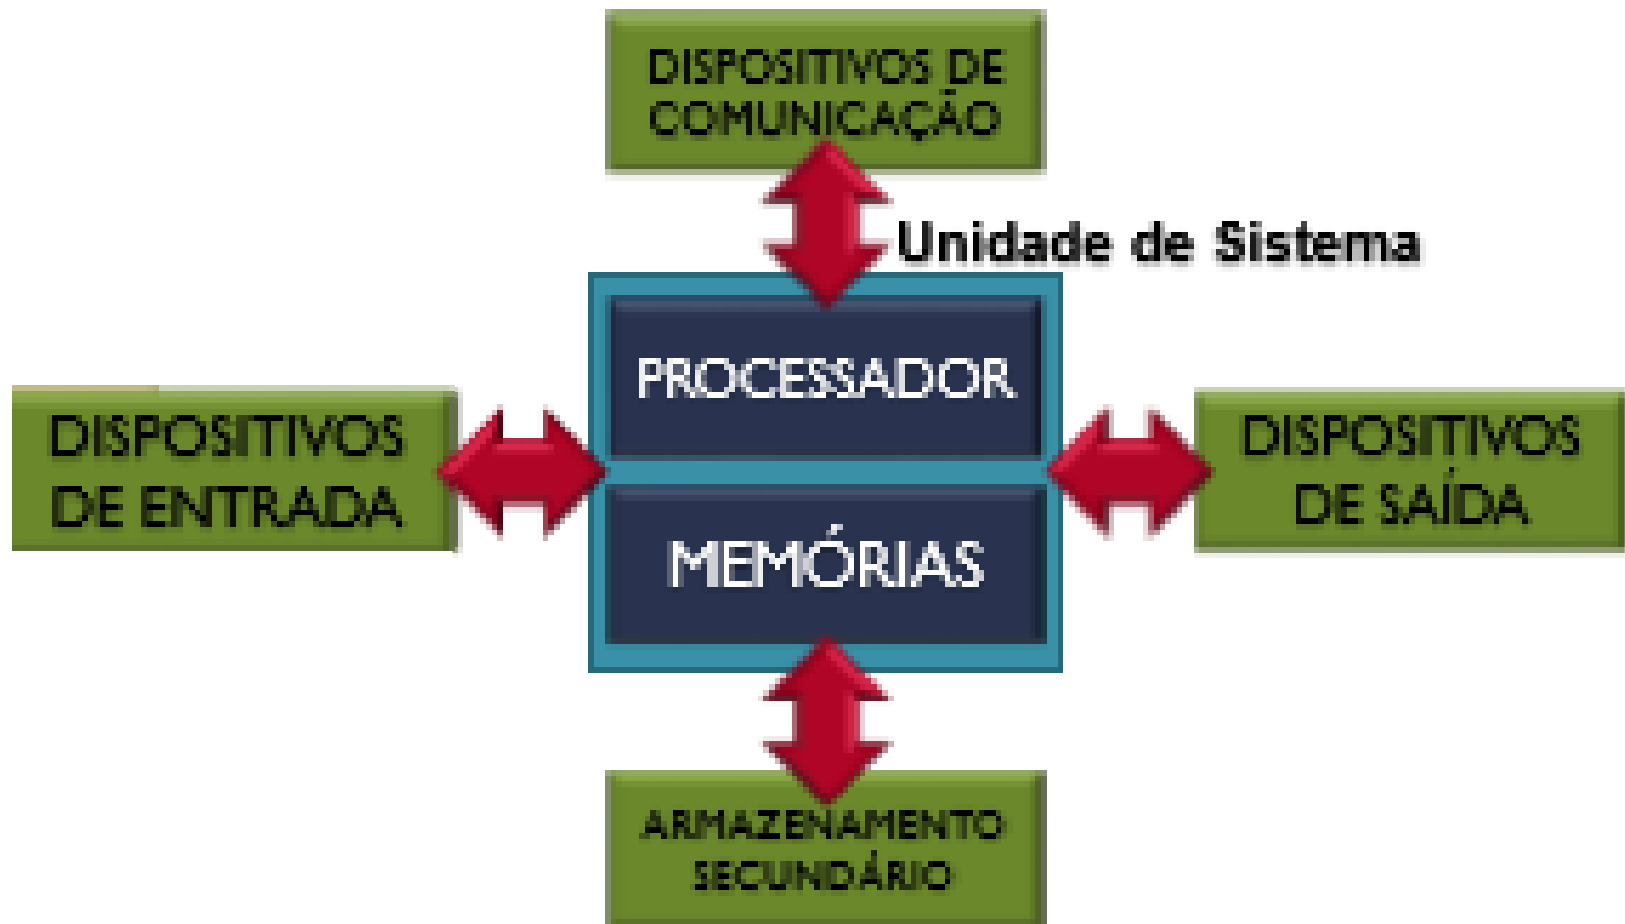 DISPOSITIVOS DE
COMUNICAÇÃO
Unidade de Sistema
PROCESSADOR
DISPOSITIVOS
DE ENTRADA
DISPOSITIVOS
DE SAÍDA
MEMÓRIAS
ARMAZENAMENTO
SECUNDÁRIO